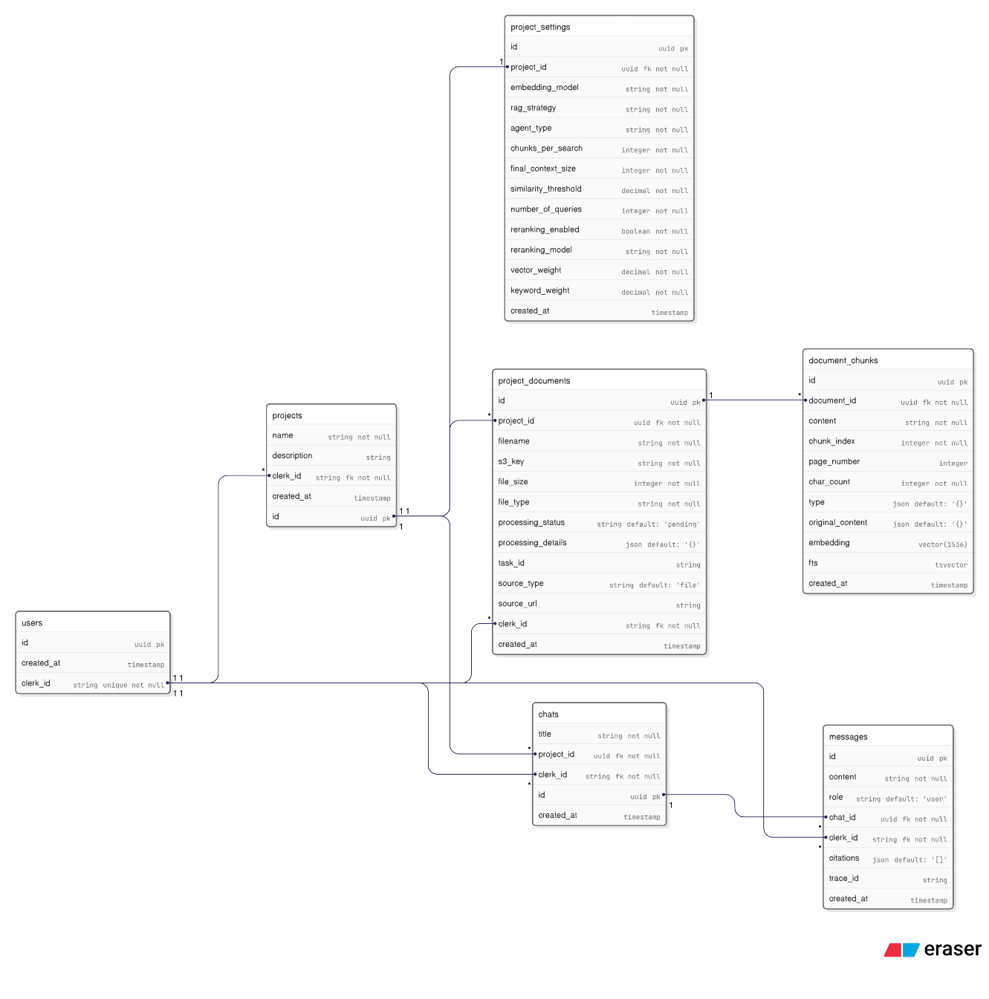 project_settings
id uuid pk
1
project_id uuid fk not null
embedding_model string not null
rag_strategy string not null
agent_type string not null
chunks_per_search integer not null
final_context_size integer not null
similarity_threshold decimal not null
number_of_queries integer not null
reranking_enabled boolean not null
reranking_model string not null
vector_weight decimal not null
keyword_weight decimal not null
created_at timestamp
project_documents
id uuid pk
1
*
project_id uuid fk not null
filename string not null
s3_key string not null
file_size integer not null
file_type string not null
processing_status string default: 'pending'
processing_details json default: '{}'
task_id string
source_type string default: 'file'
source_url string
*
clerk_id string fk not null
created_at timestamp
document_chunks
id uuid pk
*
document_id uuid fk not null
content string not null
chunk_index integer not null
page_number integer
char_count integer not null
type json default: '{}'
original_content json default: '{}'
embedding vector(1536)
fts tsvector
created_at timestamp
projects
name string not null
description string
*
clerk_id string fk not null
created_at timestamp
id uuid pk
1 1
1
users
id uuid pk
created_at timestamp
clerk_id string unique not null
1 1
1 1
chats
title string not null
*
project_id uuid fk not null
clerk_id string fk not null
*
id uuid pk
1
created_at timestamp
messages
id uuid pk
content string not null
role string default: 'user'
chat_id uuid fk not null
*
clerk_id string fk not null
*
citations json default: '[]'
trace_id string
created_at timestamp
eraser